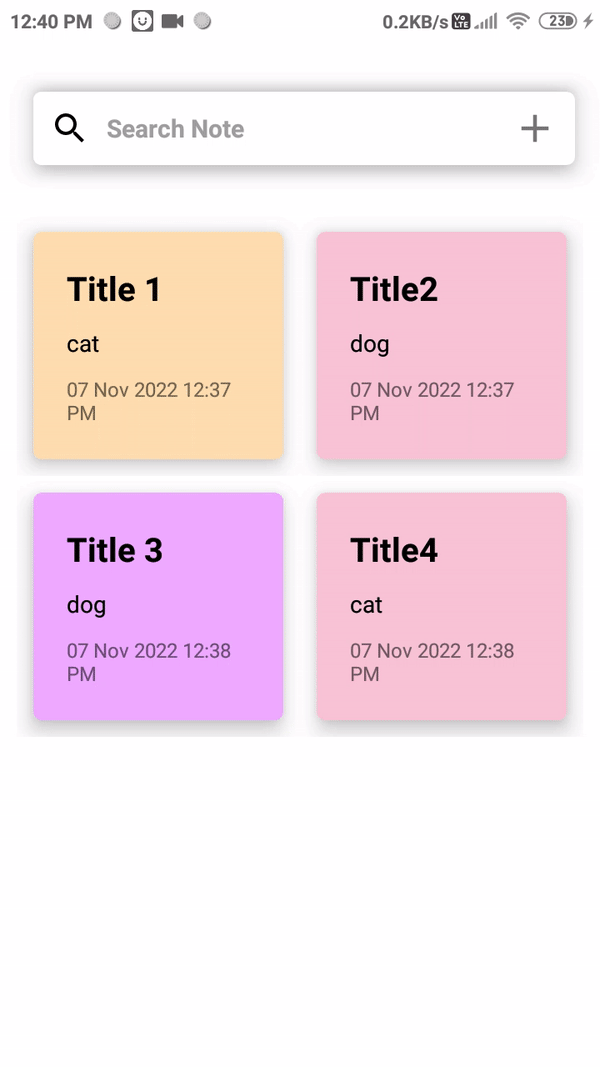 12:40 PM 0.2KB/s Vo LTE 23
Search Note
Title 1
cat
07 Nov 2022 12:37
PM
Title2
dog
07 Nov 2022 12:37
PM
Title 3
dog
07 Nov 2022 12:38
PM
Title4
cat
07 Nov 2022 12:38
PM